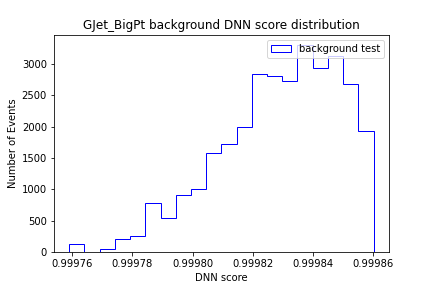 GJet_BigPt background DNN score distribution
background test
Number of Events
3000
2500
2000
1500
1000
500
0
0.99976 0.99978 0.99980 0.99982 0.99984 0.99986
DNN score